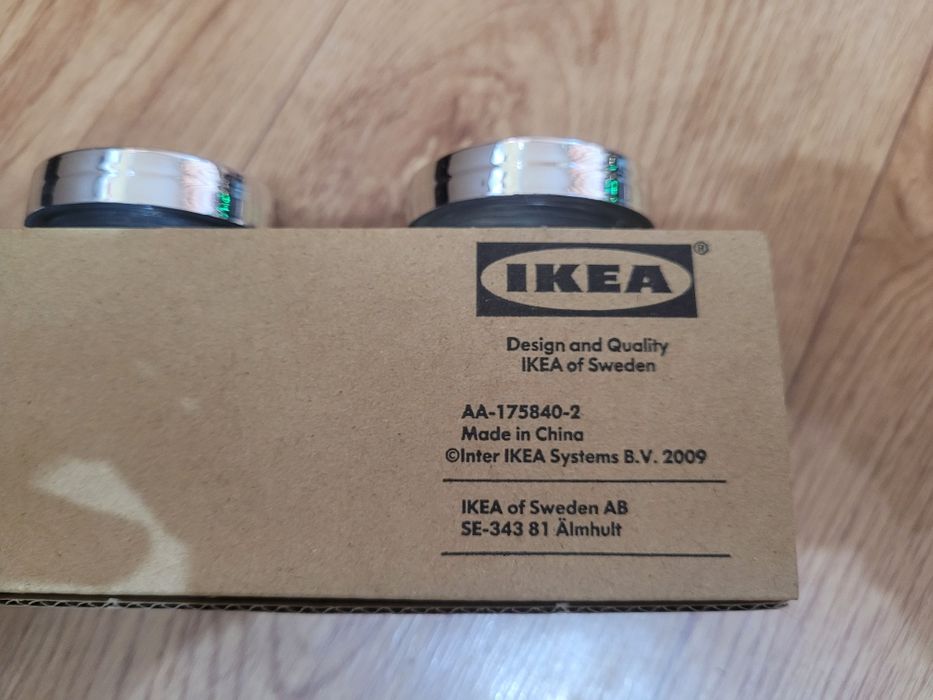 IKEA®
Design and Quality
IKEA of Sweden
AA-175840-2
Made in China
©Inter IKEA Systems B.V. 2009
IKEA of Sweden AB
SE-343 81 Älmhult